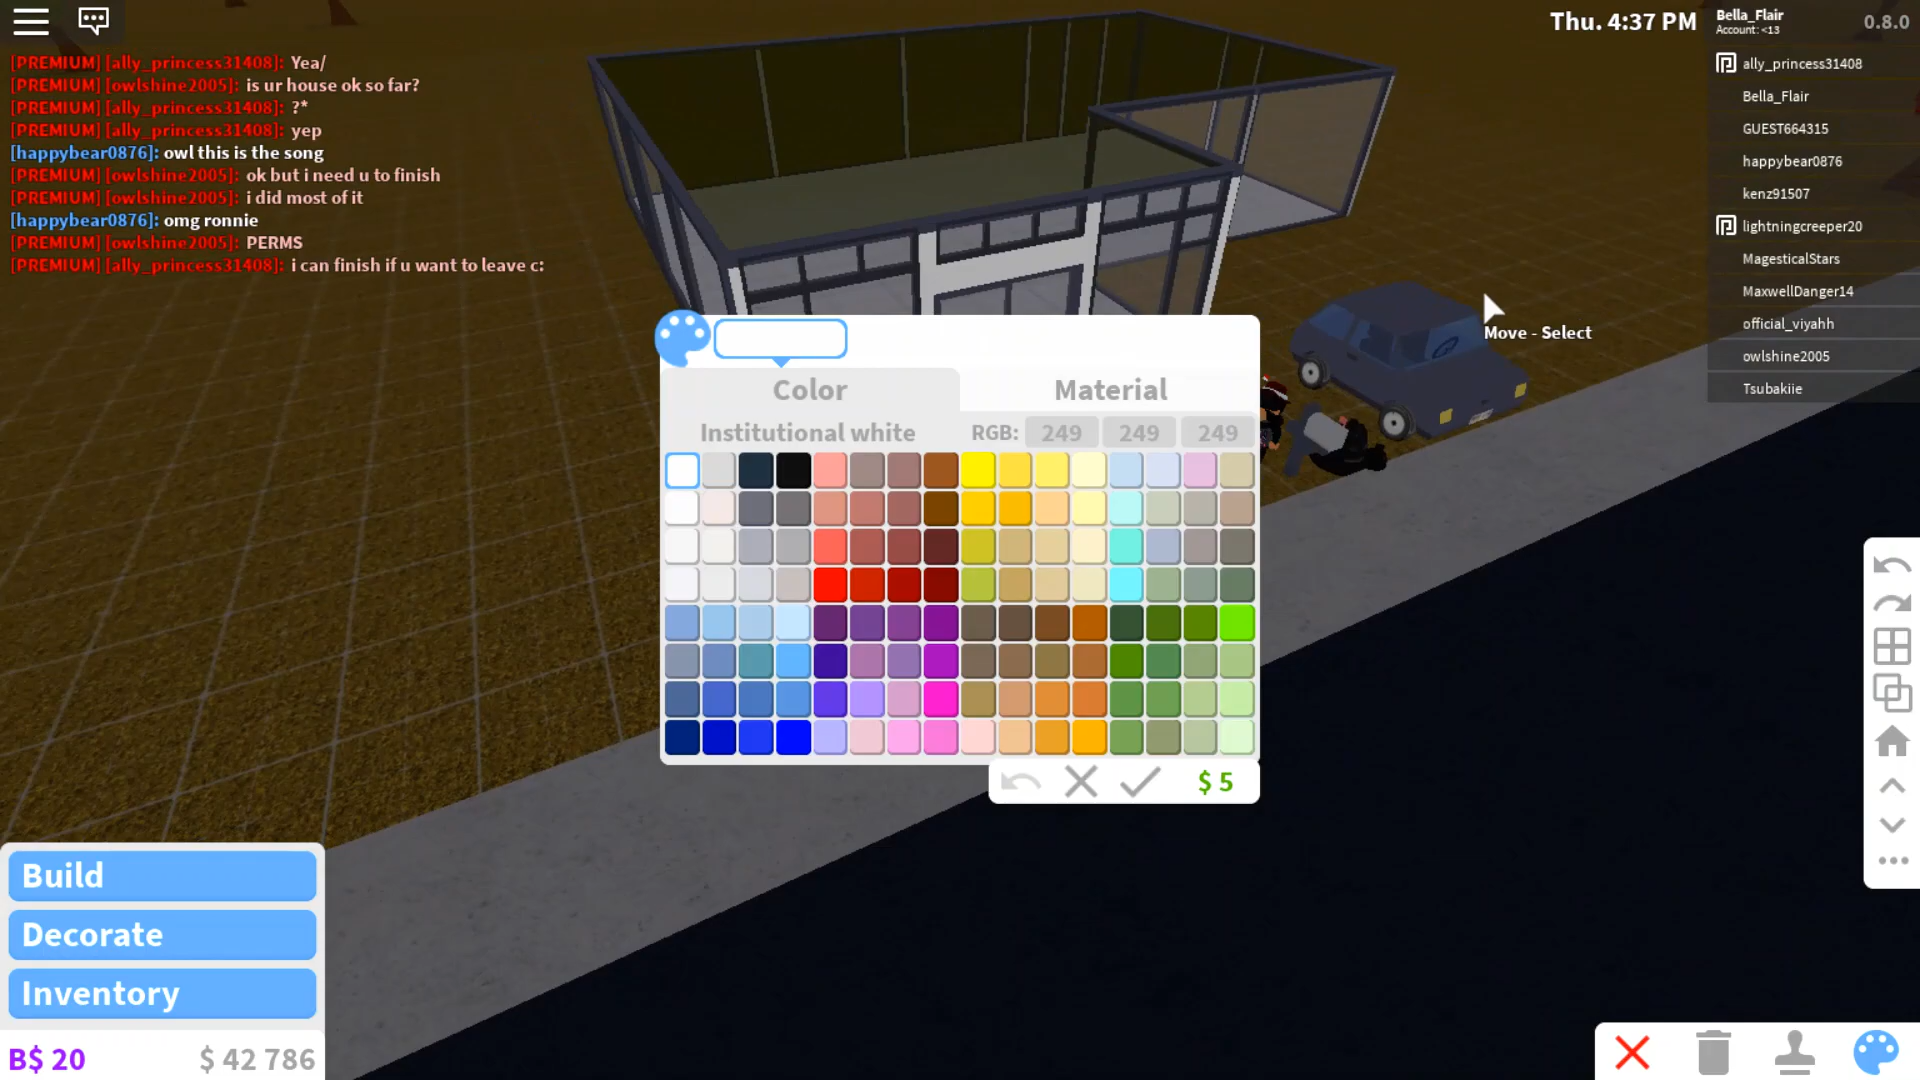 Thu. 4:37 PM
Bella_Flair
Account: <13
0.8.0
[PREMIUM] [ally_princess31408]: Yea/
[PREMIUM] [owlshine2005]: is ur house ok so far?
[PREMIUM] [ally_princess31408]: ?*
[PREMIUM] [ally_princess31408]: yep
[happybear0876]: owl this is the song
[PREMIUM] [owlshine2005]: ok but i need u to finish
[PREMIUM] [owlshine2005]: i did most of it
[happybear0876]: omg ronnie
[PREMIUM] [owlshine2005]: PERMS
[PREMIUM] [ally_princess31408]: i can finish if u want to leave c:
ally_princess31408
Bella_Flair
GUEST664315
happybear0876
kenz91507
lightningcreeper20
MagesticalStars
MaxwellDanger14
official_viyahh
owlshine2005
Tsubakiie
Move - Select
Color
Material
Institutional white
RGB: 249 249 249
$ 5
Build
Decorate
Inventory
B$ 20
$ 42 786